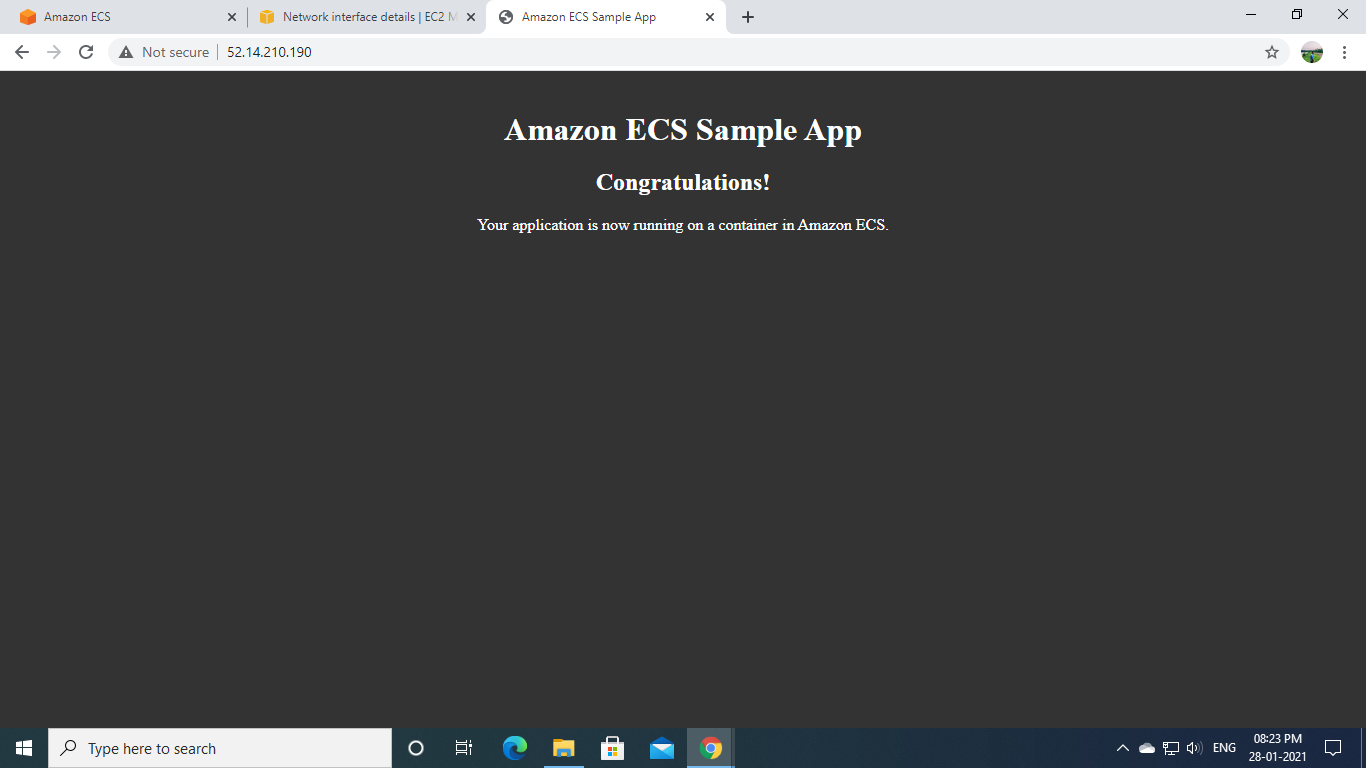 Amazon ECS
Network interface details | EC2 M
Amazon ECS Sample App
Not secure
52.14.210.190
Amazon ECS Sample App
Congratulations!
Your application is now running on a container in Amazon ECS.
Type here to search
ENG
08:23 PM
28-01-2021